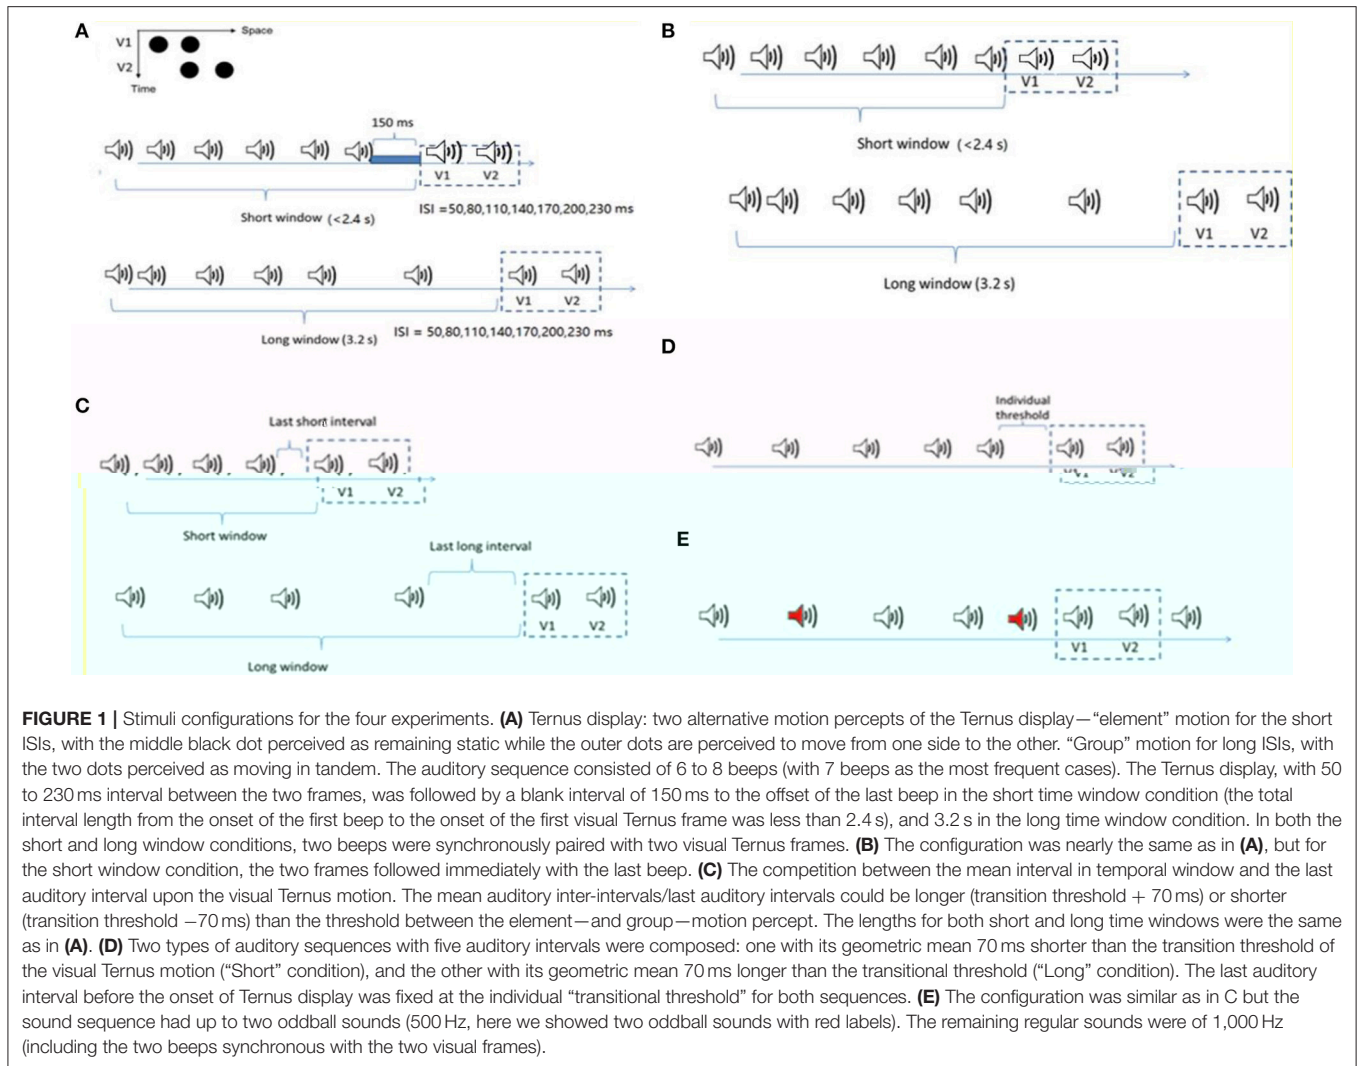 A
Space
V1
V2
Time
150 ms
V1 V2
Short window (<2.4 s)
ISI =50,80,110,140,170,200,230 ms
V1 V2
Long window (3.2 s)
ISI = 50,80,110,140,170,200,230 ms
B
V1 V2
Short window (<2.4 s)
V1 V2
Long window (3.2 s)
C
Last short interval
V1 V2
Short window
Last long interval
V1 V2
Long window
D
Individual
threshold
E
V1 V2
FIGURE 1 | Stimuli configurations for the four experiments. (A) Ternus display: two alternative motion percepts of the Ternus display—“element” motion for the short
ISIs, with the middle black dot perceived as remaining static while the outer dots are perceived to move from one side to the other. “Group” motion for long ISIs, with
the two dots perceived as moving in tandem. The auditory sequence consisted of 6 to 8 beeps (with 7 beeps as the most frequent cases). The Ternus display, with 50
to 230 ms interval between the two frames, was followed by a blank interval of 150 ms to the offset of the last beep in the short time window condition (the total
interval length from the onset of the first beep to the onset of the first visual Ternus frame was less than 2.4 s), and 3.2 s in the long time window condition. In both the
short and long window conditions, two beeps were synchronously paired with two visual Ternus frames. (B) The configuration was nearly the same as in (A), but for
the short window condition, the two frames followed immediately with the last beep. (C) The competition between the mean interval in temporal window and the last
auditory interval upon the visual Ternus motion. The mean auditory inter-intervals/last auditory intervals could be longer (transition threshold + 70 ms) or shorter
(transition threshold −70 ms) than the threshold between the element—and group—motion percept. The lengths for both short and long time windows were the same
as in (A). (D) Two types of auditory sequences with five auditory intervals were composed: one with its geometric mean 70 ms shorter than the transition threshold of
the visual Ternus motion (“Short” condition), and the other with its geometric mean 70 ms longer than the transitional threshold (“Long” condition). The last auditory
interval before the onset of Ternus display was fixed at the individual “transitional threshold” for both sequences. (E) The configuration was similar as in C but the
sound sequence had up to two oddball sounds (500 Hz, here we showed two oddball sounds with red labels). The remaining regular sounds were of 1,000 Hz
(including the two beeps synchronous with the two visual frames).